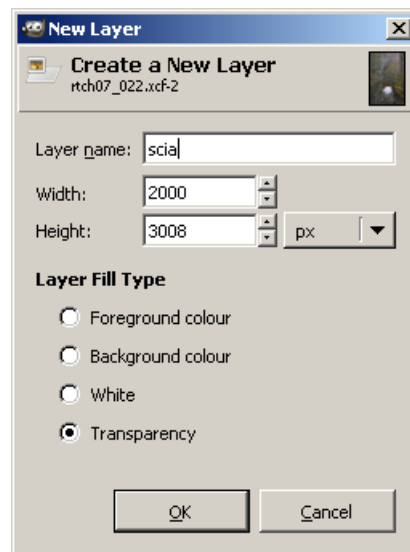 New Layer
Create a New Layer
rtch07_022.xcf-2
Layer name: scia
Width: 2000
Height: 3008 px
Layer Fill Type
Foreground colour
Background colour
White
Transparency
OK Cancel